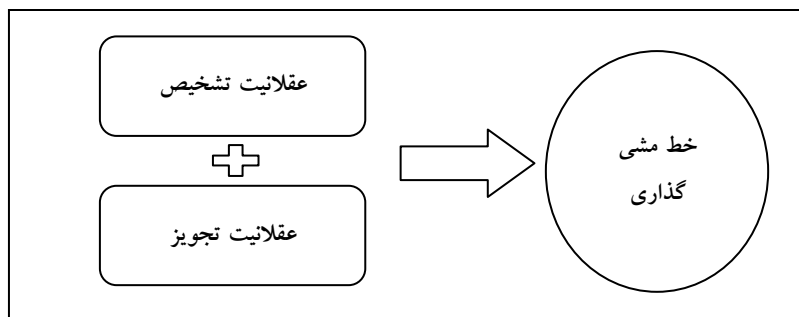 عقلانیت تشخیص
عقلانیت تجویز
خط مشی
گذاری